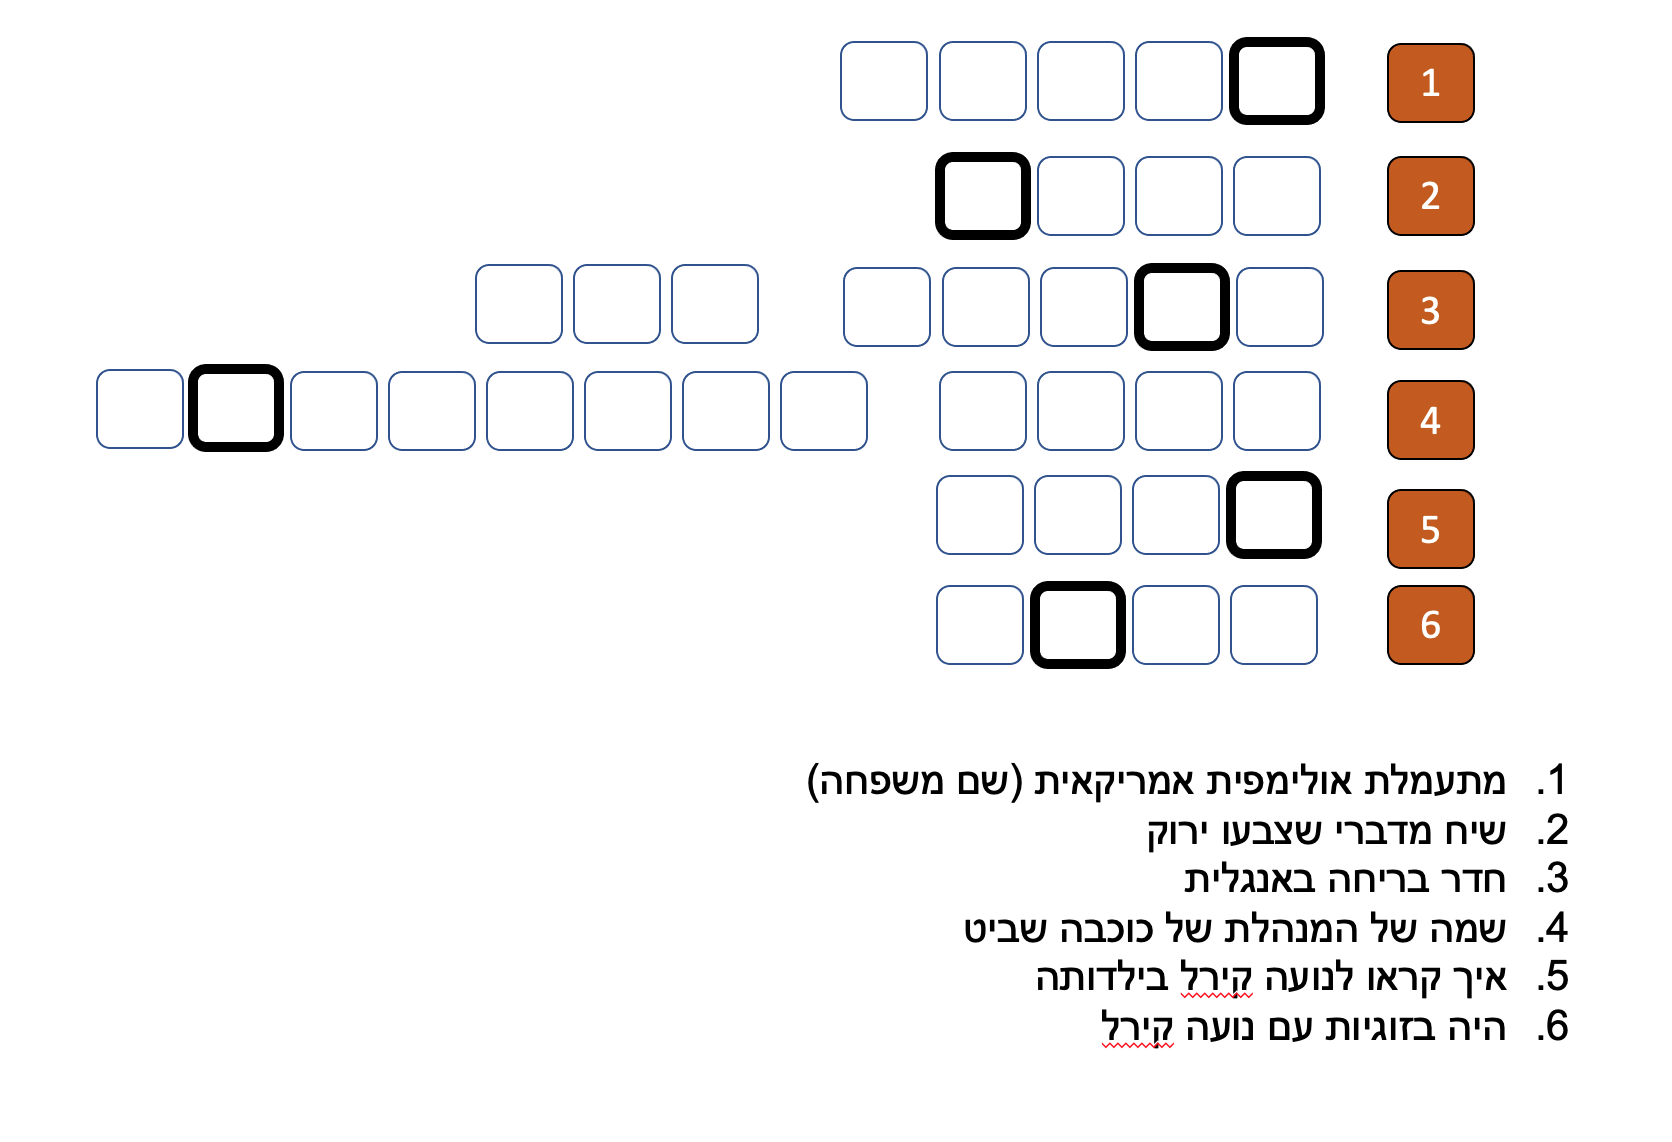 1
2
3
4
5
6
1. מתעמלת אולימפית אמריקאית (שם משפחה)
2. שיח מדברי שצבעו ירוק
3. חדר בריחה באנגלית
4. שמה של המנהלת של כוכבה שביט
5. איך קראו לנועה קירל בילדותה
6. היה בזוגיות עם נועה קירל